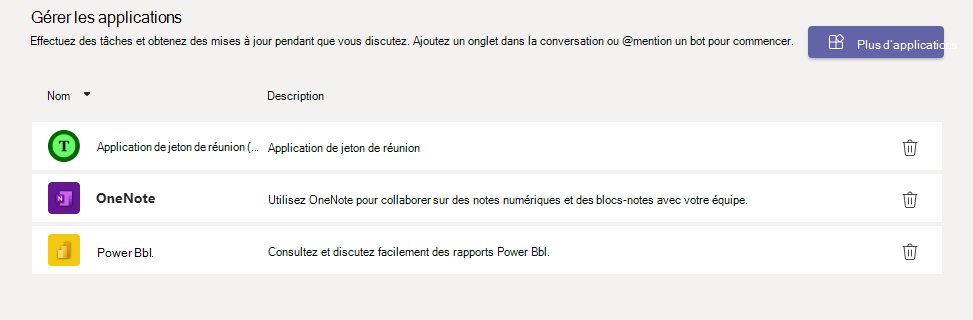 Gérer les applications
Effectuez des tâches et obtenez des mises à jour pendant que vous discutez. Ajoutez un onglet dans la conversation ou @mention un bot pour commencer.
Plus d'applications
Nom
Description
T
Application de jeton de réunion (...
Application de jeton de réunion
N
OneNote
Utilisez OneNote pour collaborer sur des notes numériques et des blocs-notes avec votre équipe.
Power Bbl.
Consultez et discutez facilement des rapports Power Bbl.